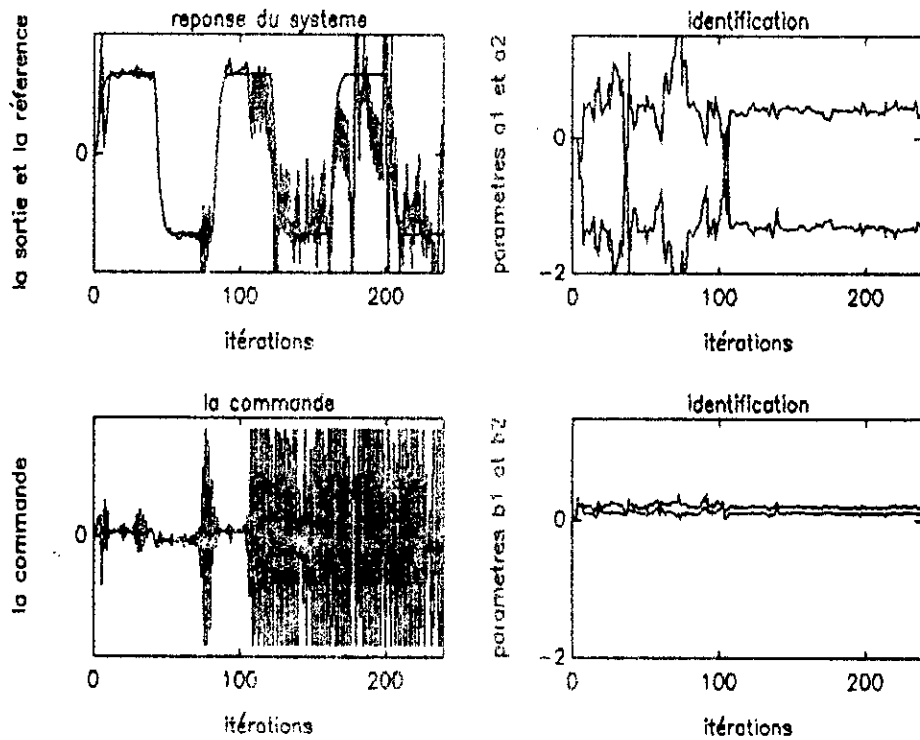 reponse du systeme
la sortie et la réference
0
0 100 200
itérations
identification
parametres a1 et a2
0
-2
0 100 200
itérations
la commande
la commande
0
0 100 200
itérations
identification
parametres b1 et b2
0
-2
0 100 200
itérations